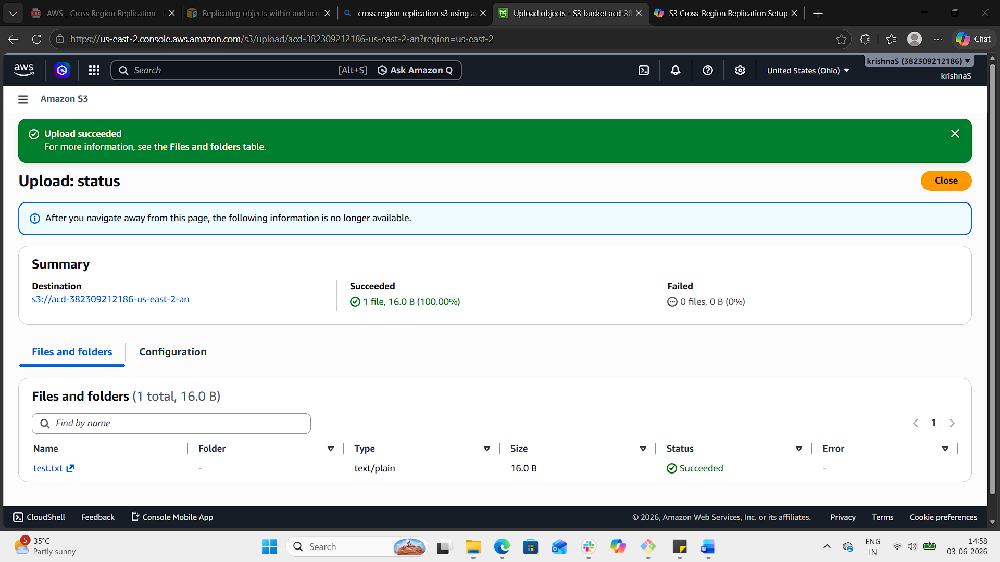 AWS _ Cross Region Replication - s
Replicating objects within and acro
cross region replication s3 using av
Upload objects - S3 bucket acd-38
S3 Cross-Region Replication Setup
https://us-east-2.console.aws.amazon.com/s3/upload/acd-382309212186-us-east-2-an?region=us-east-2
Chat
aws
Search
[Alt+S]
Ask Amazon Q
United States (Ohio)
krishnaS (382309212186)
krishnaS
Amazon S3
Upload succeeded
For more information, see the Files and folders table.
Upload: status
Close
After you navigate away from this page, the following information is no longer available.
Summary
Destination
s3://acd-382309212186-us-east-2-an
Succeeded
1 file, 16.0 B (100.00%)
Failed
0 files, 0 B (0%)
Files and folders
Configuration
Files and folders (1 total, 16.0 B)
Find by name
1
Name Folder Type Size Status Error
test.txt - text/plain 16.0 B Succeeded -
CloudShell Feedback Console Mobile App
© 2026, Amazon Web Services, Inc. or its affiliates. Privacy Terms Cookie preferences
5
35°C
Partly sunny
Search
ENG
IN
14:58
03-06-2026